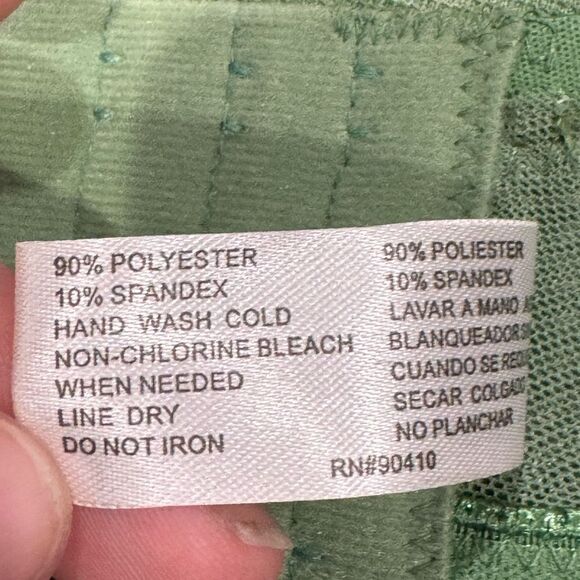 90% POLYESTER
10% SPANDEX
HAND WASH COLD
NON-CHLORINE BLEACH
WHEN NEEDED
LINE DRY
DO NOT IRON
90% POLIESTER
10% SPANDEX
LAVAR A MANO
BLANQUEADOR
CUANDO SE
SECAR COLGADO
NO PLANCHAR
RN#90410